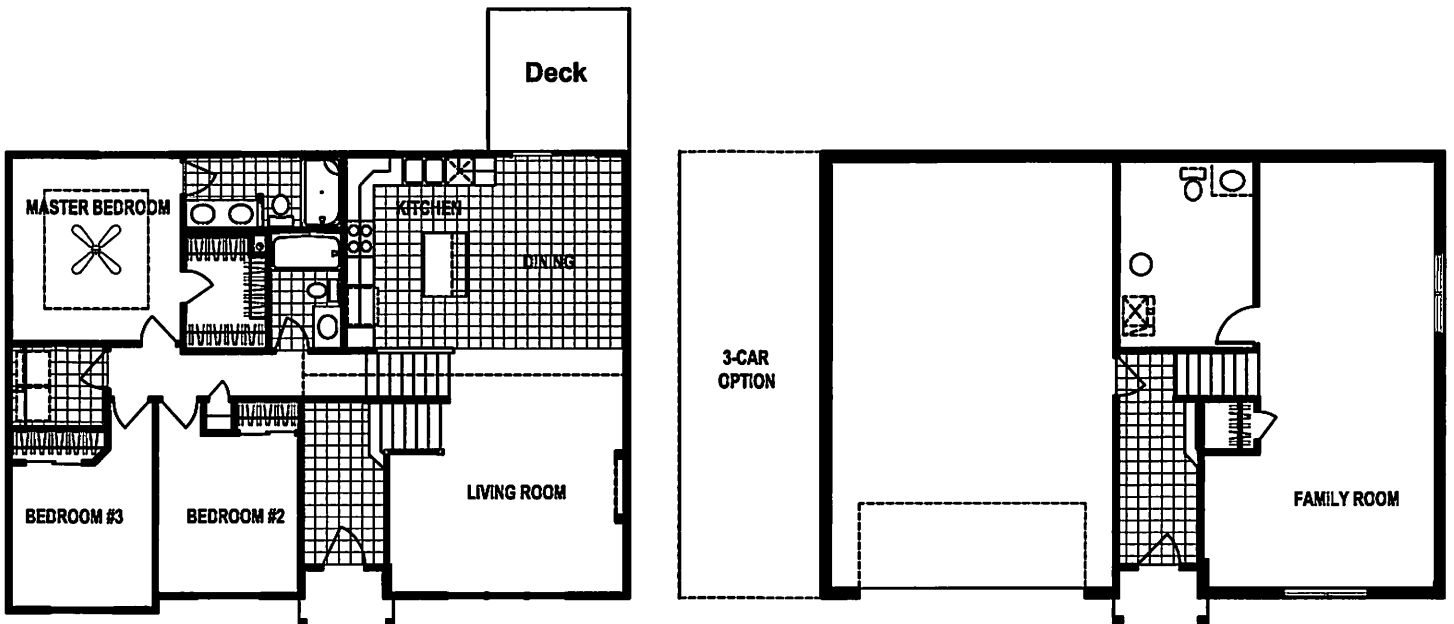 Deck
MASTER BEDROOM
KITCHEN
DINING
3-CAR
OPTION
LIVING ROOM
FAMILY ROOM
BEDROOM #3
BEDROOM #2